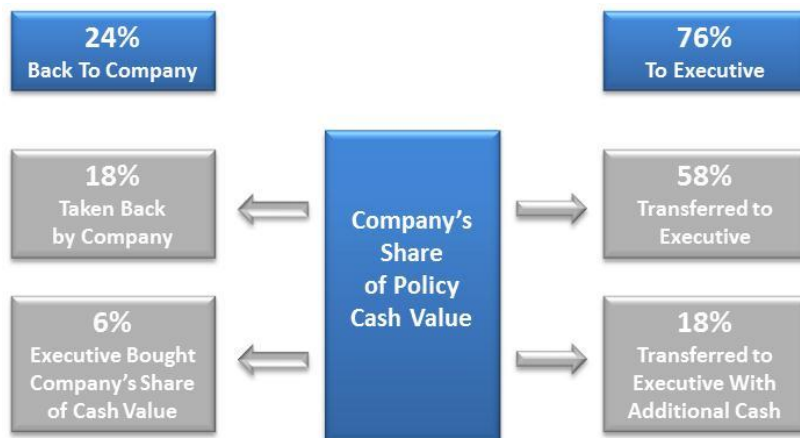 24%
Back To Company
76%
To Executive
18%
Taken Back
by Company
Company's
Share
of Policy
Cash Value
58%
Transferred to
Executive
6%
Executive Bought
Company's Share
of Cash Value
18%
Transferred to
Executive With
Additional Cash